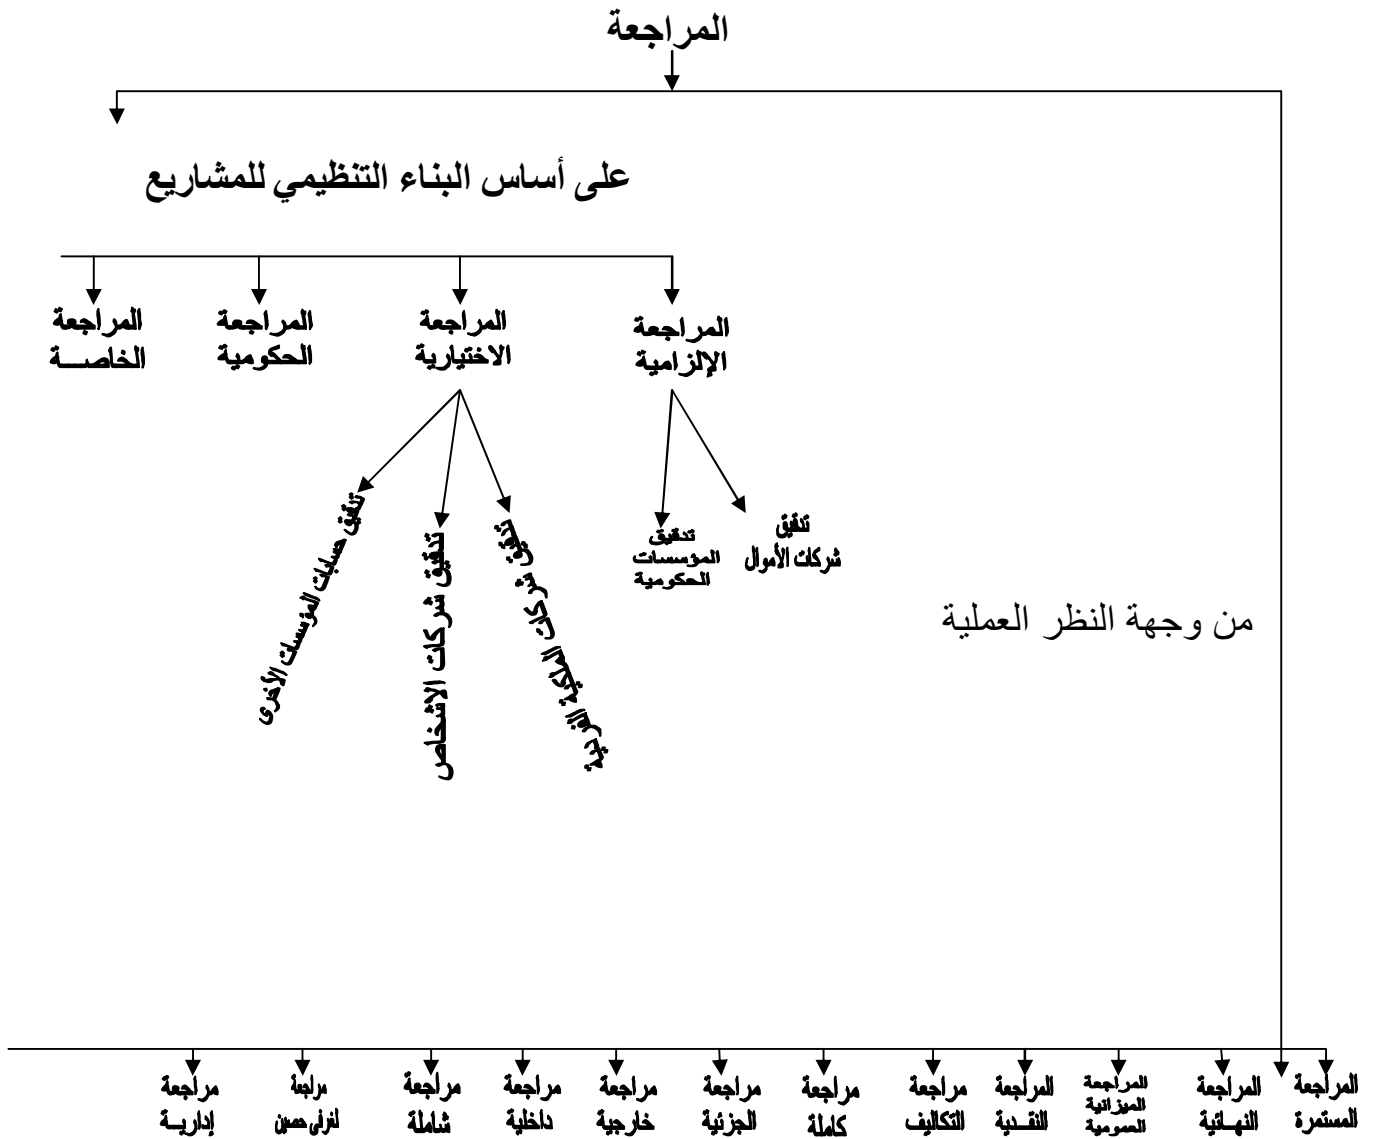 المراجعة
على أساس البناء التنظيمي للمشاريع
المراجعة
الإلزامية
المراجعة
الاختيارية
المراجعة
الحكومية
المراجعة
الخاصـــة
تدقيق
شركات الأموال
تدقيق
المؤسسات
الحكومية
تدقيق شركات الملكية الفردية
تدقيق شركات الاشخاص
تدقيق حسابات المؤسسات الأخرى
من وجهة النظر العملية
المراجعة
المستمرة
المراجعة
النهـائية
المراجعة
الميزانية
العمومية
المراجعة
النقـدية
مراجعة
التكاليف
مراجعة
كاملة
مراجعة
الجزئية
مراجعة
خارجية
مراجعة
داخلية
مراجعة
شاملة
مراجعة
مراجعة
إداريــة